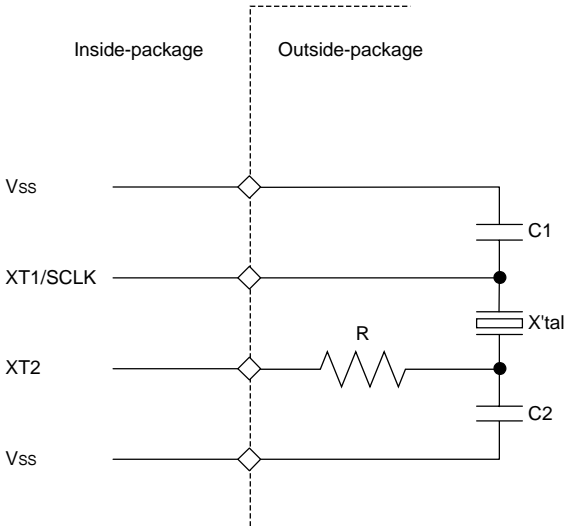 Inside-package
Outside-package
Vss
C1
XT1/SCLK
X'tal
R
XT2
C2
Vss